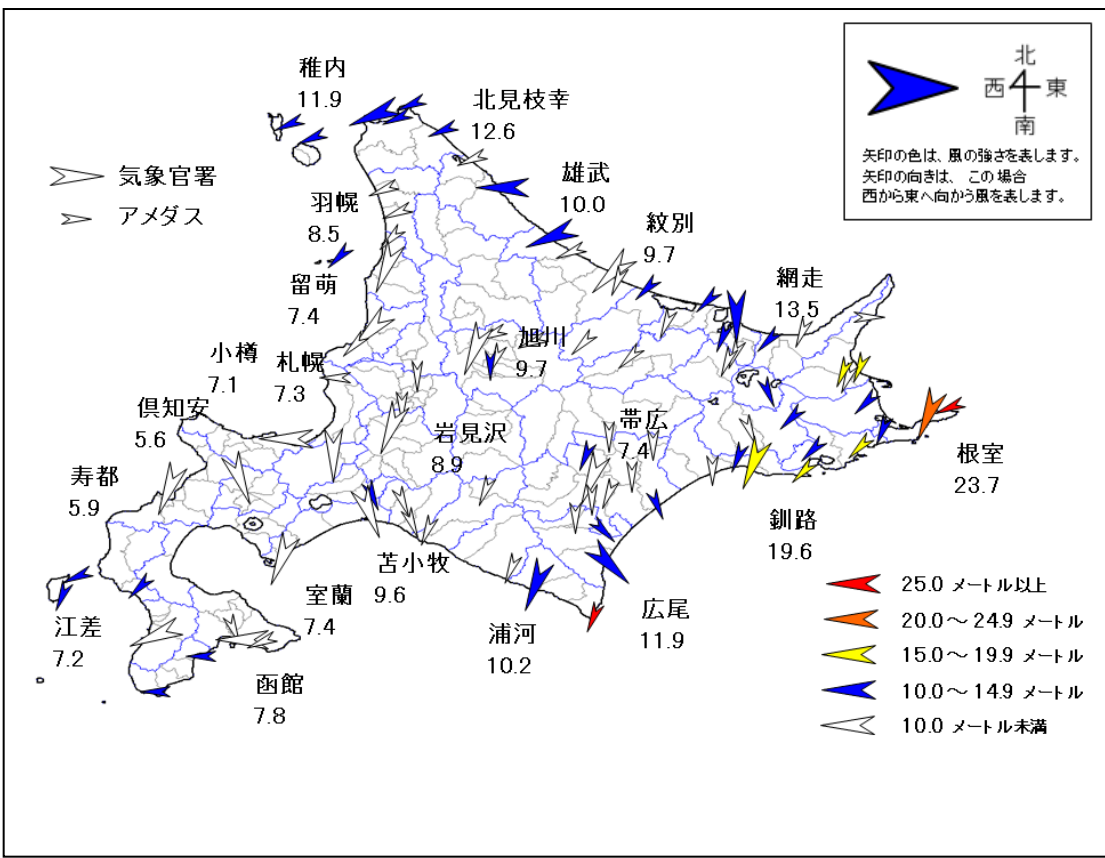 稚内
11.9
北見枝幸
12.6
北
西 東
南
矢印の色は、風の強さを表します。
矢印の向きは、この場合
西から東へ向かう風を表します。
気象官署
アメダス
雄武
10.0
羽幌
8.5
紋別
9.7
留萌
7.4
網走
13.5
旭川
9.7
小樽
7.1
札幌
7.3
倶知安
5.6
岩見沢
8.9
帯広
7.4
根室
23.7
寿都
5.9
釧路
19.6
苫小牧
9.6
室蘭
7.4
広尾
11.9
浦河
10.2
江差
7.2
函館
7.8
25.0 メートル以上
20.0～24.9 メートル
15.0～19.9 メートル
10.0～14.9 メートル
10.0 メートル未満